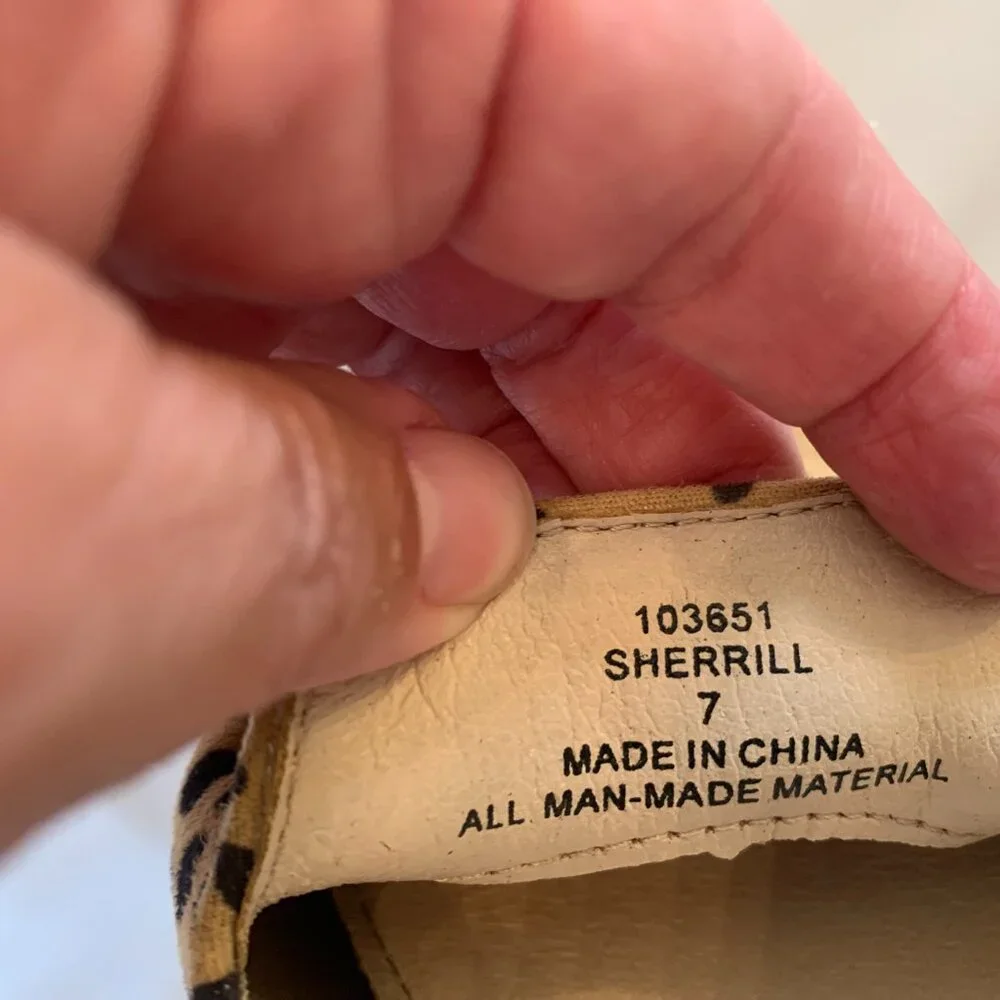 103651
SHERRILL
7
MADE IN CHINA
ALL MAN-MADE MATERIAL